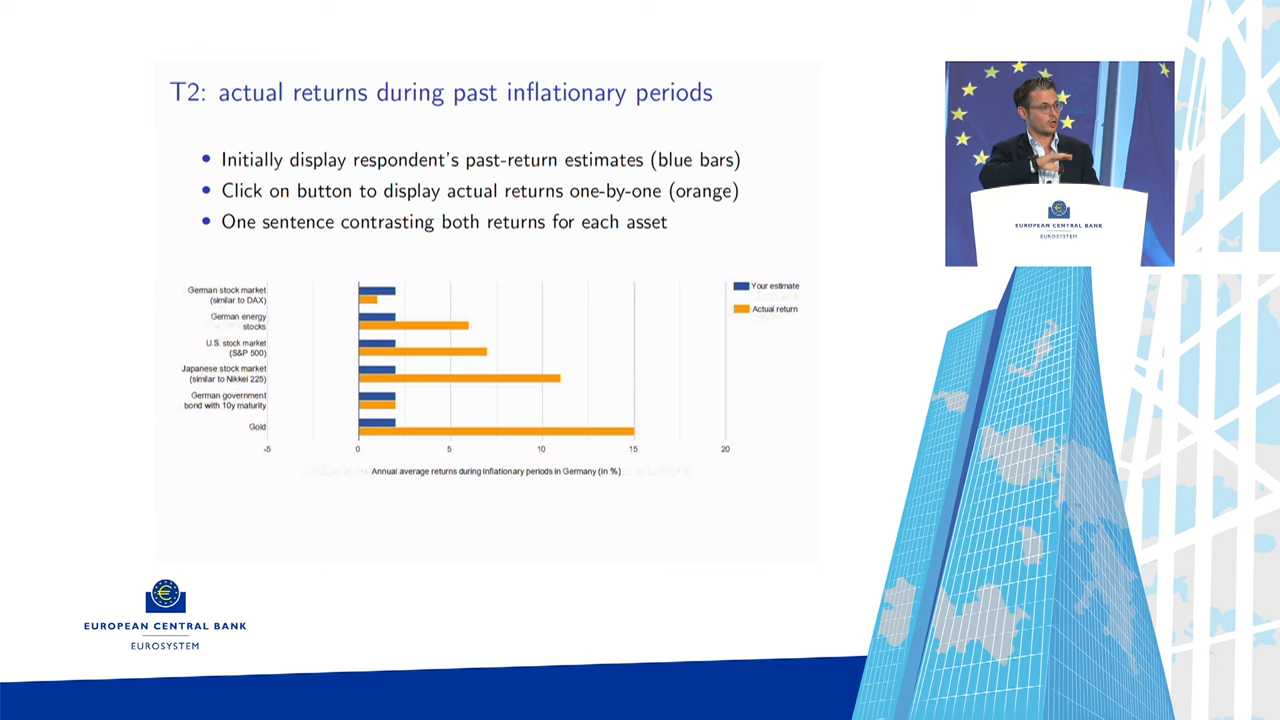 T2: actual returns during past inflationary periods
Initially display respondent's past-return estimates (blue bars)
Click on button to display actual returns one-by-one (orange)
One sentence contrasting both returns for each asset
German stock market
(similar to DAX)
German energy
stocks
U.S. stock market
(S&P 500)
Japanese stock market
(similar to Nikkei 225)
German government
bond with 10y maturity
Gold
-5 0 5 10 15 20
Annual average returns during inflationary periods in Germany (in %)
Your estimate
Actual return
EUROPEAN CENTRAL BANK
EUROSYSTEM
EUROPEAN CENTRAL BANK
EUROSYSTEM